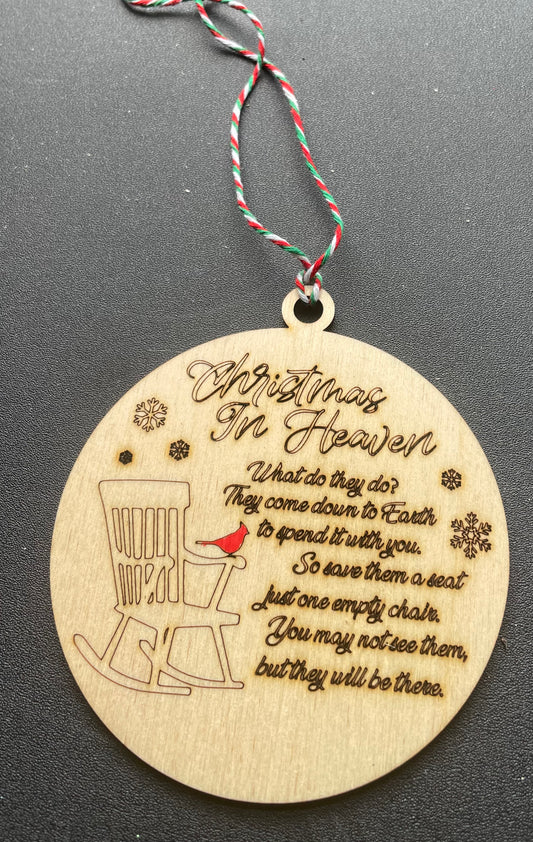 Christmas
In Heaven
What do they do?
They come down to Earth
to spend it with you.
So save them a seat
just one empty chair.
You may not see them,
but they will be there.